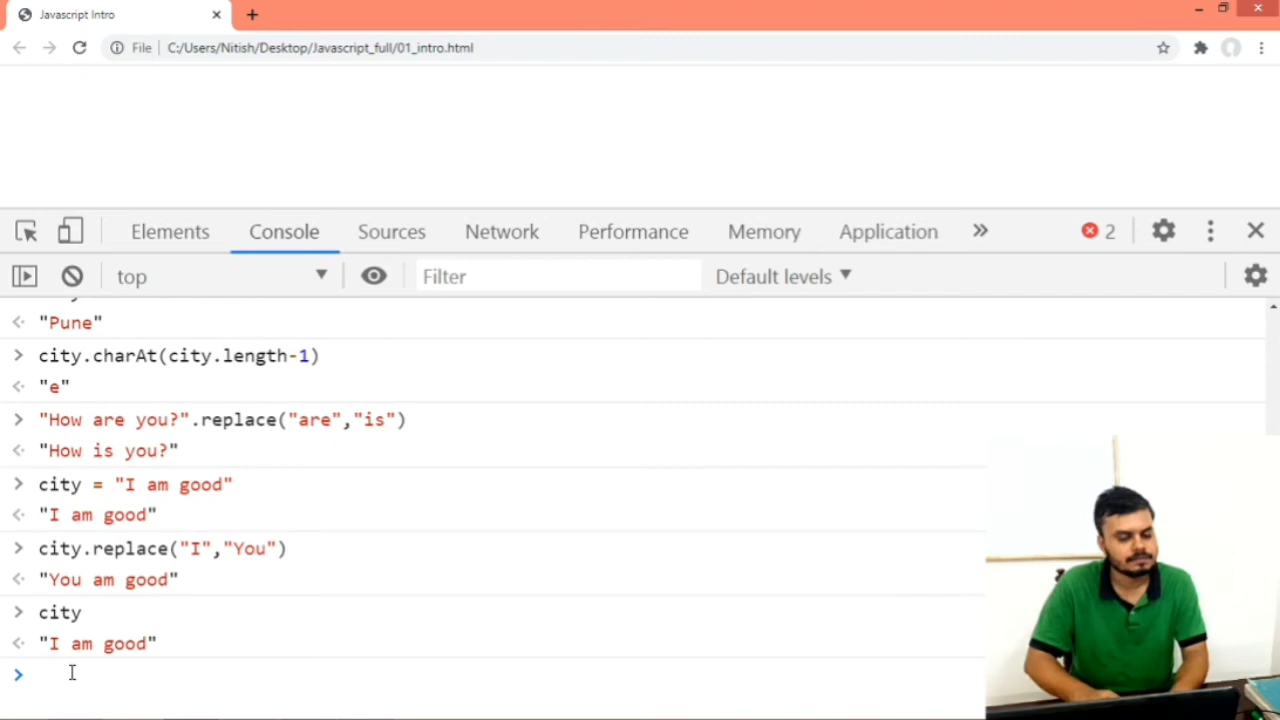 Javascript Intro
File C:/Users/Nitish/Desktop/Javascript_full/01_intro.html
Elements Console Sources Network Performance Memory Application » 2
top Filter Default levels
"Pune"
> city.charAt(city.length-1)
"e"
> "How are you?".replace("are","is")
"How is you?"
> city = "I am good"
"I am good"
> city.replace("I","You")
"You am good"
> city
"I am good"
>